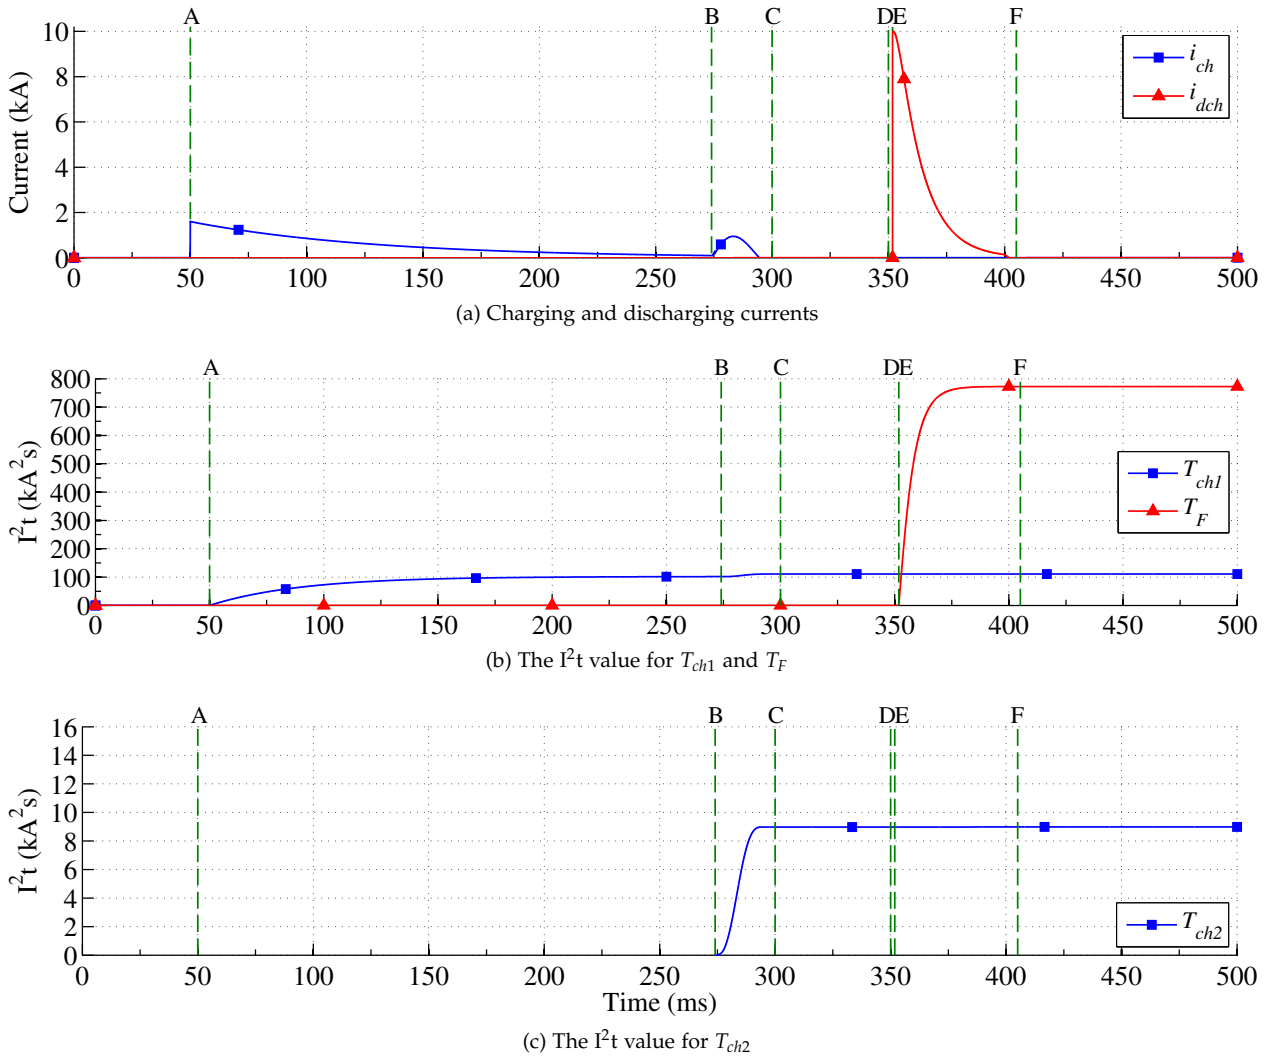 A B C DE F
10
8
6
4
2
0
Current (kA)
i_ch
i_dch
0 50 100 150 200 250 300 350 400 450 500
(a) Charging and discharging currents
A B C DE F
800
700
600
500
400
300
200
100
0
I²t (kA²s)
T_ch1
T_F
0 50 100 150 200 250 300 350 400 450 500
(b) The I²t value for T_ch1 and T_F
A B C DE F
16
14
12
10
8
6
4
2
0
I²t (kA²s)
T_ch2
0 50 100 150 200 250 300 350 400 450 500
Time (ms)
(c) The I²t value for T_ch2